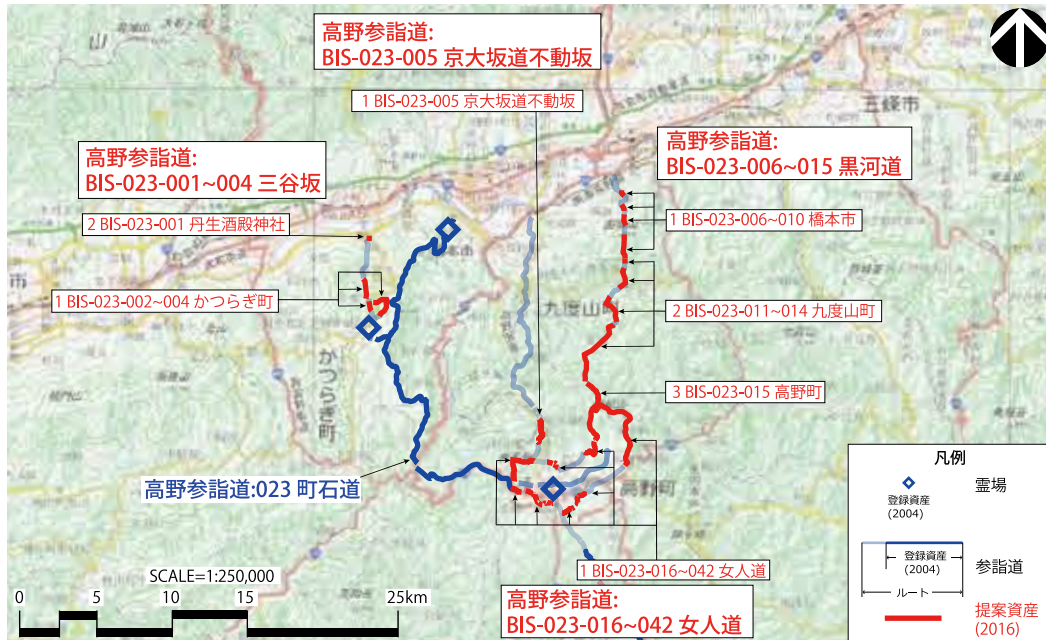 高野参詣道:
BIS-023-005 京大坂道不動坂
1 BIS-023-005 京大坂道不動坂
五條市
高野参詣道:
BIS-023-001~004 三谷坂
高野参詣道:
BIS-023-006~015 黒河道
2 BIS-023-001 丹生酒殿神社
1 BIS-023-006~010 橋本市
1 BIS-023-002~004 かつらぎ町
九度山町
2 BIS-023-011~014 九度山町
かつらぎ町
3 BIS-023-015 高野町
高野参詣道:023 町石道
高野町
1 BIS-023-016~042 女人道
高野参詣道:
BIS-023-016~042 女人道
SCALE=1:250,000
0 5 10 15 25km
凡例
霊場
登録資産
(2004)
登録資産
(2004)
参詣道
ルート
提案資産
(2016)